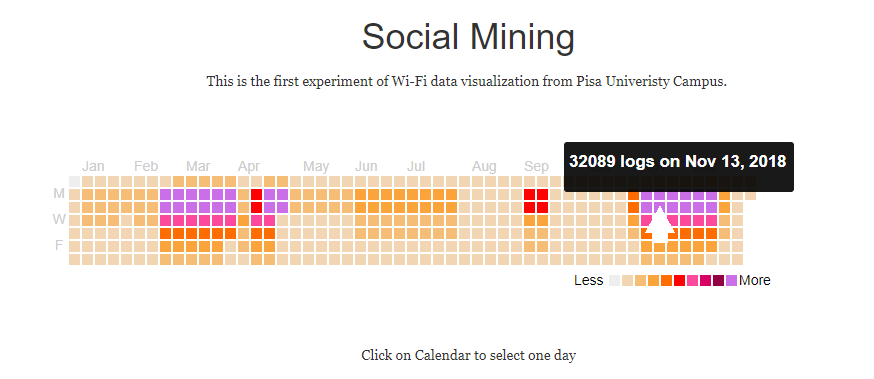 Social Mining
This is the first experiment of Wi-Fi data visualization from Pisa Univeristy Campus.
32089 logs on Nov 13, 2018
Jan Feb Mar Apr May Jun Jul Aug Sep
M
W
F
Less More
Click on Calendar to select one day